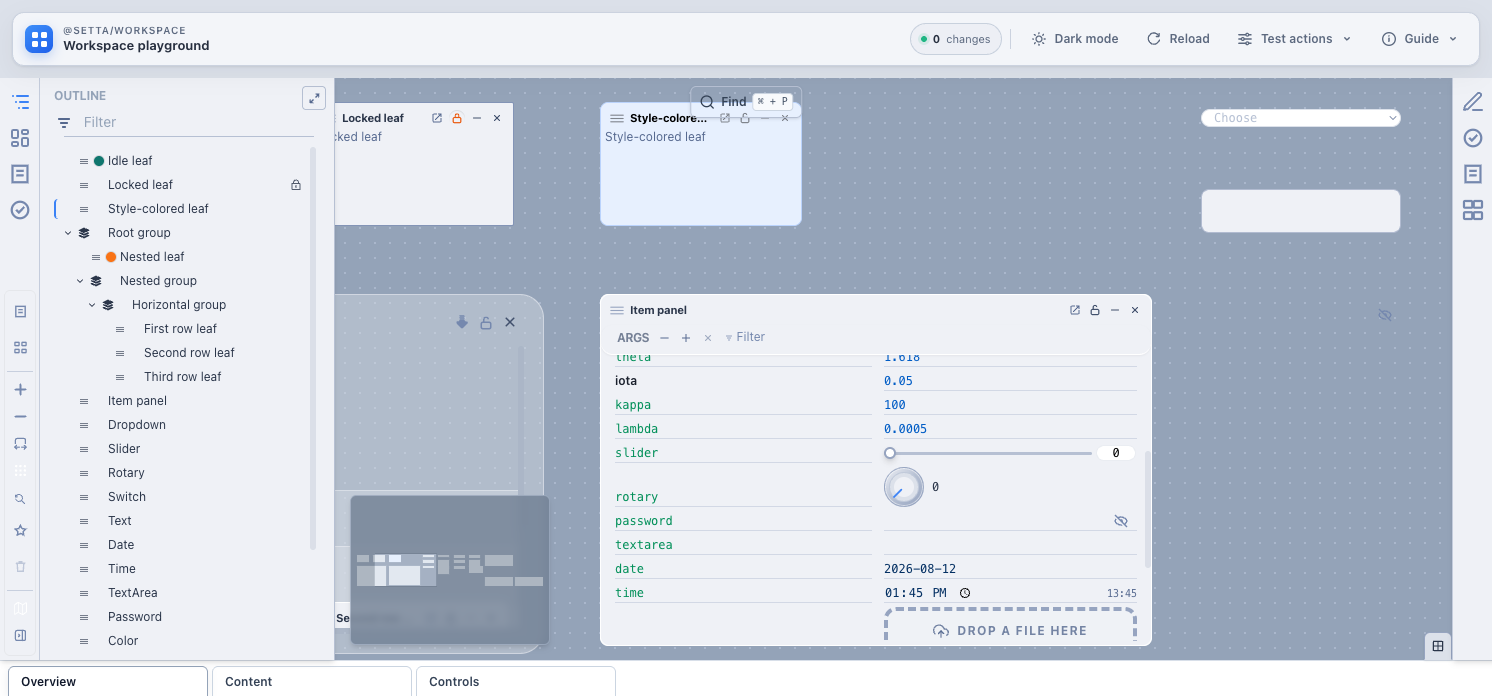 @SETTA/WORKSPACE
Workspace playground
0 changes
Dark mode
Reload
Test actions
Guide
OUTLINE
Filter
Idle leaf
Locked leaf
Style-colored leaf
Root group
Nested leaf
Nested group
Horizontal group
First row leaf
Second row leaf
Third row leaf
Item panel
Dropdown
Slider
Rotary
Switch
Text
Date
Time
TextArea
Password
Color
Locked leaf
cked leaf
Find ⌘ + P
Style-colore...
Style-colored leaf
Choose
Item panel
ARGS
Filter
theta 1.618
iota 0.05
kappa 100
lambda 0.0005
slider 0
rotary 0
password
textarea
date 2026-08-12
time 01:45 PM 13:45
DROP A FILE HERE
Overview
Content
Controls